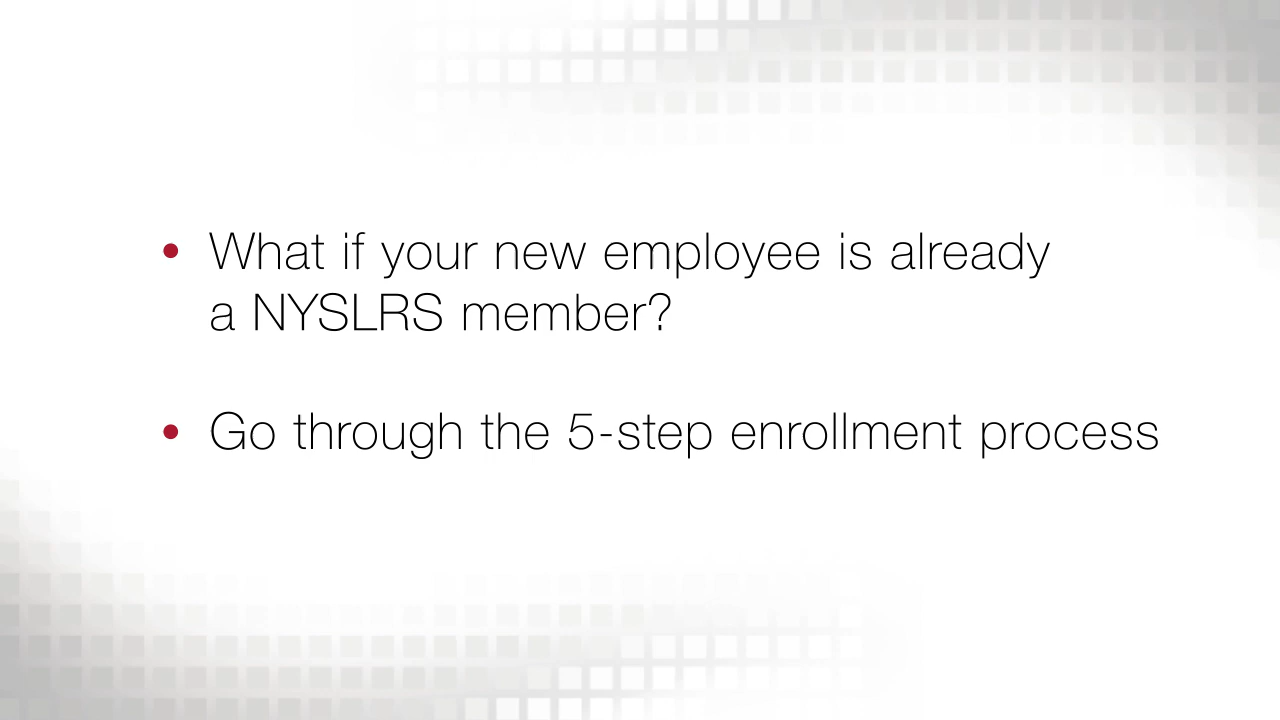 • What if your new employee is already
a NYSLRS member?
• Go through the 5-step enrollment process